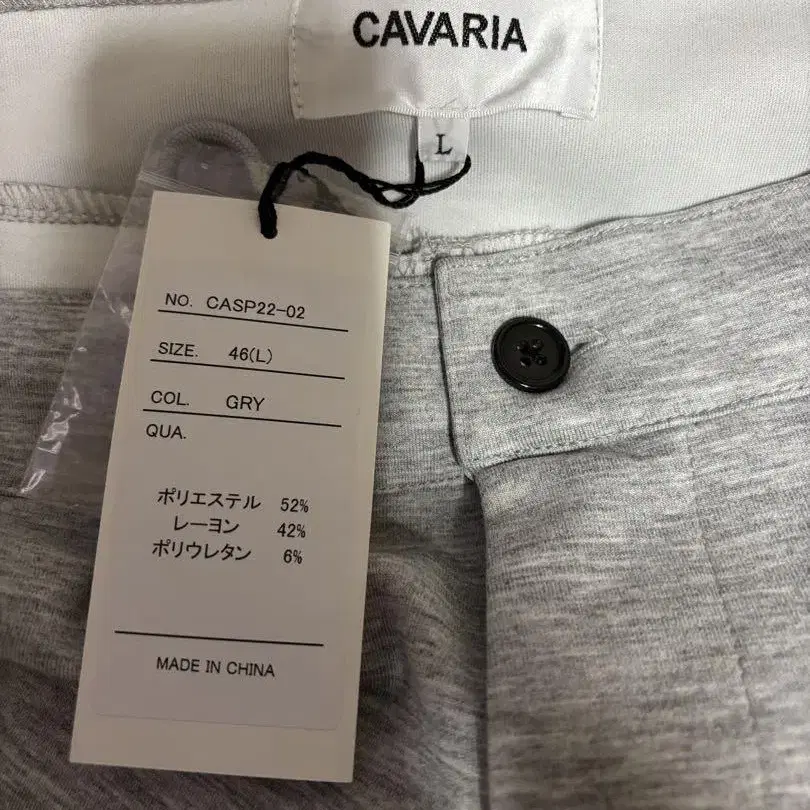 CAVARIA
L
NO. CASP22-02
SIZE. 46(L)
COL. GRY
QUA.
ポリエステル 52%
レーヨン 42%
ポリウレタン 6%
MADE IN CHINA